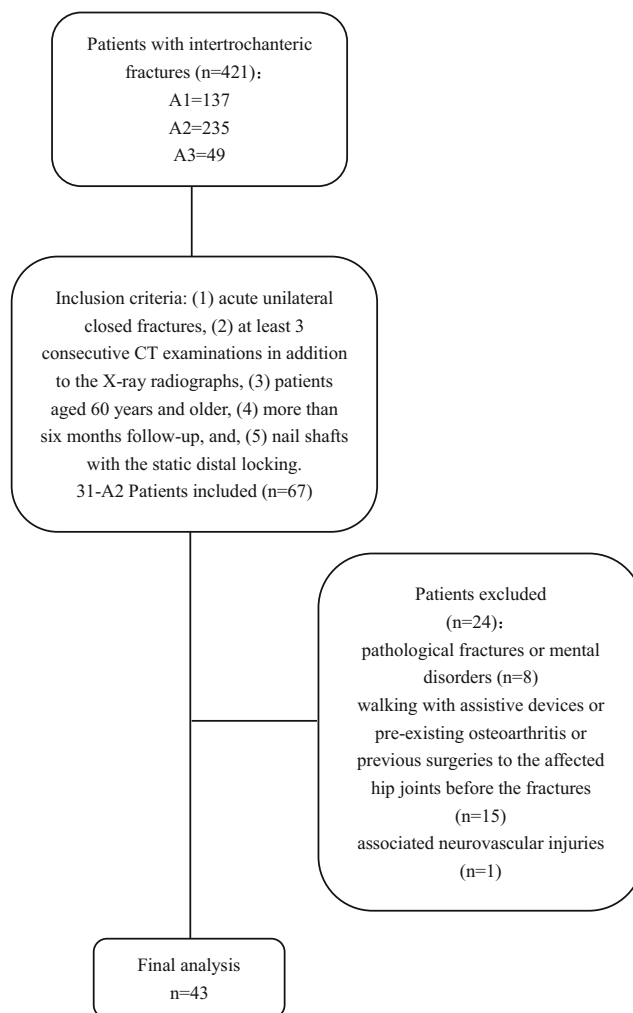 Patients with intertrochanteric
fractures (n=421)：
A1=137
A2=235
A3=49
Inclusion criteria: (1) acute unilateral
closed fractures, (2) at least 3
consecutive CT examinations in addition
to the X-ray radiographs, (3) patients
aged 60 years and older, (4) more than
six months follow-up, and, (5) nail shafts
with the static distal locking.
31-A2 Patients included (n=67)
Patients excluded
(n=24)：
pathological fractures or mental
disorders (n=8)
walking with assistive devices or
pre-existing osteoarthritis or
previous surgeries to the affected
hip joints before the fractures
(n=15)
associated neurovascular injuries
(n=1)
Final analysis
n=43